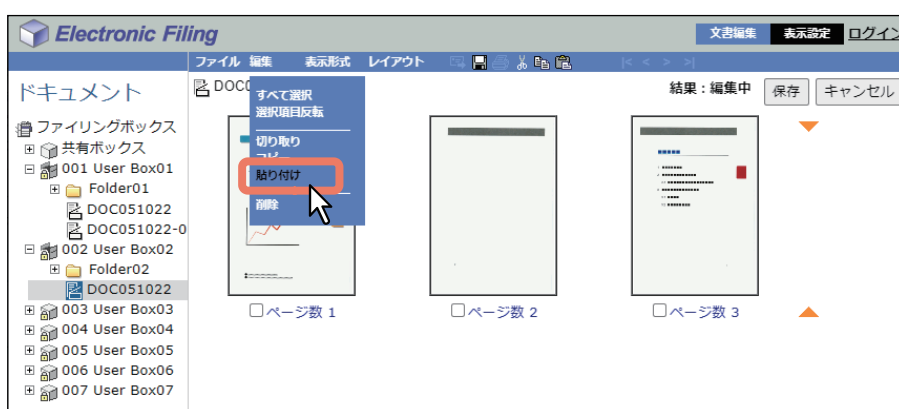 Electronic Filing
文書編集 表示設定 ログイン
ファイル 編集 表示形式 レイアウト |< < > >|
ドキュメント
ファイリングボックス
共有ボックス
001 User Box01
Folder01
DOC051022
DOC051022-0
002 User Box02
Folder02
DOC051022
003 User Box03
004 User Box04
005 User Box05
006 User Box06
007 User Box07
DOC0
結果：編集中 保存 キャンセル
すべて選択
選択項目反転
切り取り
コピー
貼り付け
削除
ページ数 1 ページ数 2 ページ数 3